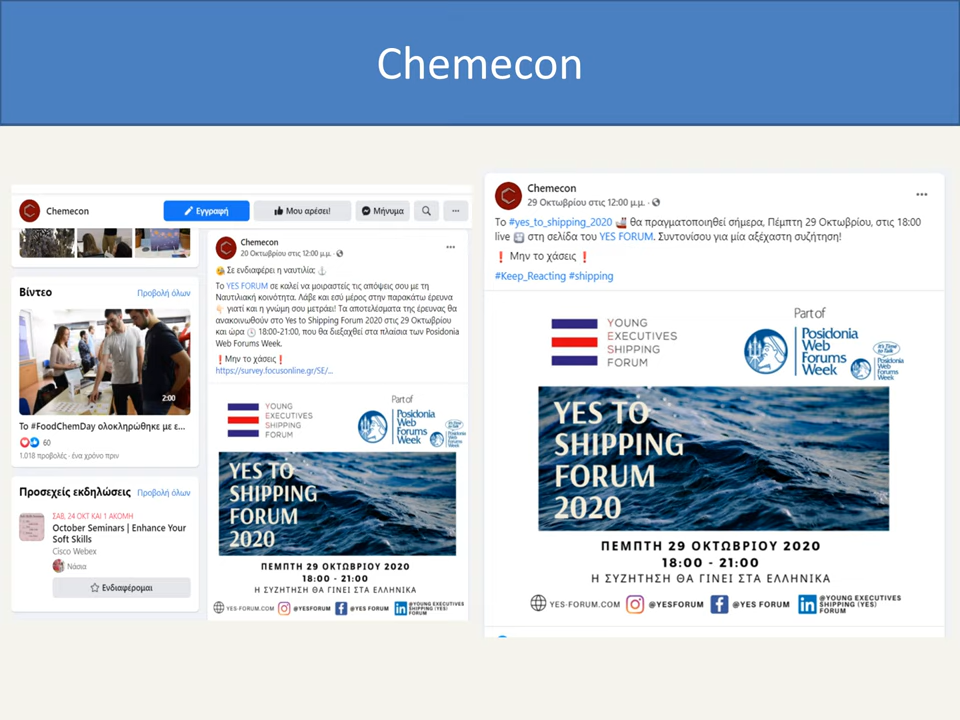 Chemecon
Chemecon
Εγγραφή
Μου αρέσει!
Μήνυμα
Βίντεο
Προβολή όλων
2:00
Το #FoodChemDay ολοκληρώθηκε με ε...
60
1.018 προβολές · ένα χρόνο πριν
Προσεχείς εκδηλώσεις
Προβολή όλων
ΣΑΒ, 24 ΟΚΤ ΚΑΙ 1 ΑΚΟΜΗ
October Seminars | Enhance Your
Soft Skills
Cisco Webex
Νάσια
Ενδιαφέρομαι
Chemecon
20 Οκτωβρίου στις 12:00 μ.μ. ·
Σε ενδιαφέρει η ναυτιλία;
Το YES FORUM σε καλεί να μοιραστείς τις απόψεις σου με τη
Ναυτιλιακή κοινότητα. Λάβε και εσύ μέρος στην παρακάτω έρευνα
γιατί και η γνώμη σου μετράει! Τα αποτελέσματα της έρευνας θα
ανακοινωθούν στο Yes to Shipping Forum 2020 στις 29 Οκτωβρίου
και ώρα 18:00-21:00, που θα διεξαχθεί στα πλαίσια των Posidonia
Web Forums Week.
❗Μην το χάσεις❗
https://survey.focusonline.gr/SE/...
YOUNG
EXECUTIVES
SHIPPING
FORUM
Part of
Posidonia
Web
Forums
Week
YES TO
SHIPPING
FORUM
2020
ΠΕΜΠΤΗ 29 ΟΚΤΩΒΡΙΟΥ 2020
18:00 - 21:00
Η ΣΥΖΗΤΗΣΗ ΘΑ ΓΙΝΕΙ ΣΤΑ ΕΛΛΗΝΙΚΑ
YES-FORUM.COM @YESFORUM @YES FORUM @YOUNG EXECUTIVES
SHIPPING (YES)
FORUM
Chemecon
29 Οκτωβρίου στις 12:00 μ.μ. ·
Το #yes_to_shipping_2020 θα πραγματοποιηθεί σήμερα, Πέμπτη 29 Οκτωβρίου, στις 18:00
live στη σελίδα του YES FORUM. Συντονίσου για μία αξέχαστη συζήτηση!
❗ Μην το χάσεις ❗
#Keep_Reacting #shipping
YOUNG
EXECUTIVES
SHIPPING
FORUM
Part of
Posidonia
Web
Forums
Week
It's Time
to Talk
Posidonia
Web
Forums
Week
YES TO
SHIPPING
FORUM
2020
ΠΕΜΠΤΗ 29 ΟΚΤΩΒΡΙΟΥ 2020
18:00 - 21:00
Η ΣΥΖΗΤΗΣΗ ΘΑ ΓΙΝΕΙ ΣΤΑ ΕΛΛΗΝΙΚΑ
YES-FORUM.COM @YESFORUM @YES FORUM @YOUNG EXECUTIVES
SHIPPING (YES)
FORUM